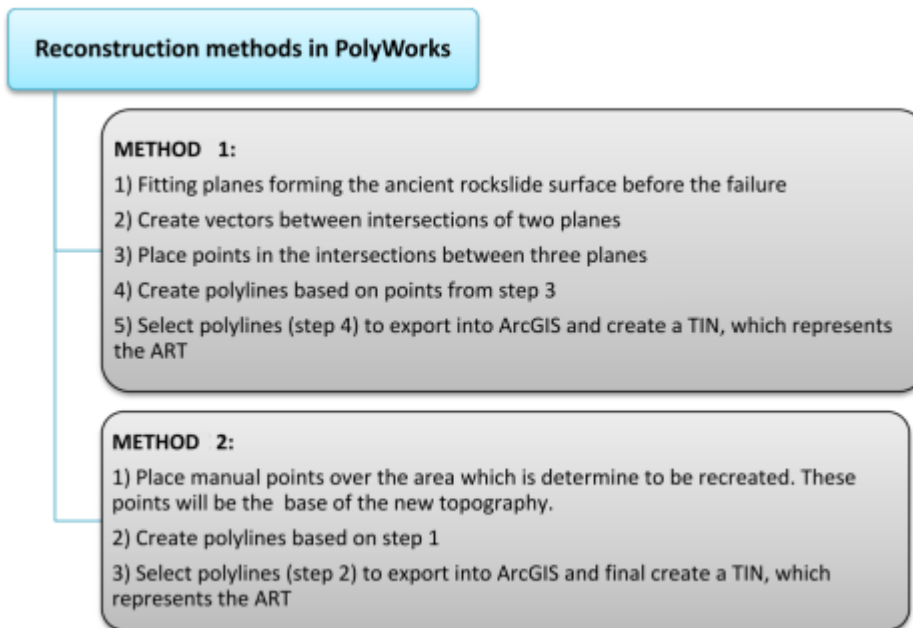 Reconstruction methods in PolyWorks
METHOD 1:
1) Fitting planes forming the ancient rockslide surface before the failure
2) Create vectors between intersections of two planes
3) Place points in the intersections between three planes
4) Create polylines based on points from step 3
5) Select polylines (step 4) to export into ArcGIS and create a TIN, which represents
the ART
METHOD 2:
1) Place manual points over the area which is determine to be recreated. These
points will be the base of the new topography.
2) Create polylines based on step 1
3) Select polylines (step 2) to export into ArcGIS and final create a TIN, which
represents the ART